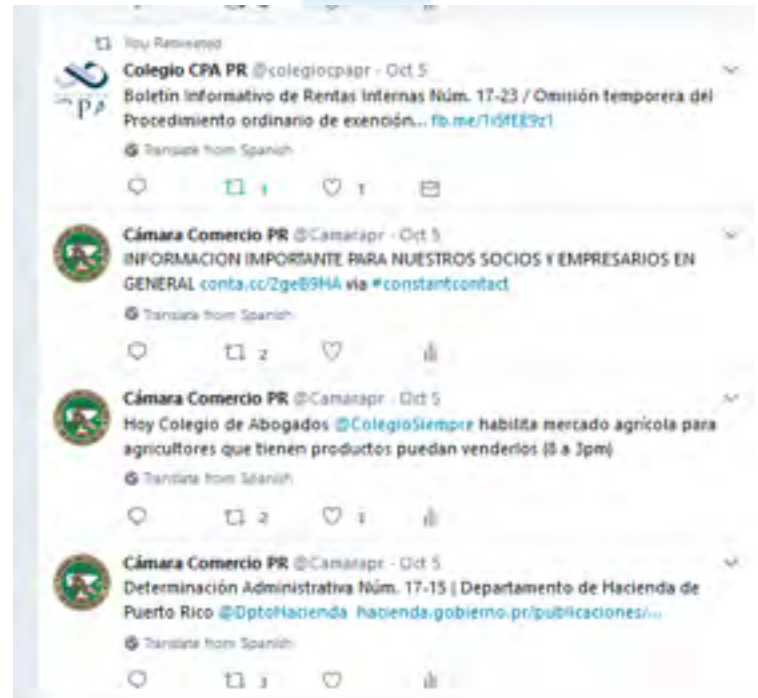 You Retweeted
Colegio CPA PR @colegiocpapr - Oct 5
Boletín Informativo de Rentas Internas Núm. 17-23 / Omisión temporera del
Procedimiento ordinario de exención...
Translate from Spanish
1 1
Cámara Comercio PR @Camarapr - Oct 5
INFORMACION IMPORTANTE PARA NUESTROS SOCIOS Y EMPRESARIOS EN
GENERAL conta.cc/2geB9HA via #constantcontact
Translate from Spanish
2
Cámara Comercio PR @Camarapr - Oct 5
Hoy Colegio de Abogados @ColegioSiempre habilita mercado agrícola para
agricultores que tienen productos puedan venderlos (8 a 3pm)
Translate from Spanish
2 1
Cámara Comercio PR @Camarapr - Oct 5
Determinación Administrativa Núm. 17-15 | Departamento de Hacienda de
Puerto Rico @DptoHacienda hacienda.gobierno.pr/publicaciones/...
Translate from Spanish